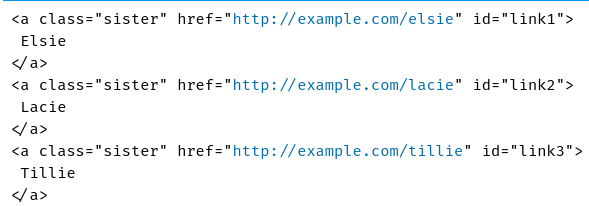 <a class="sister" href="http://example.com/elsie" id="link1">
 Elsie
</a>
<a class="sister" href="http://example.com/lacie" id="link2">
 Lacie
</a>
<a class="sister" href="http://example.com/tillie" id="link3">
 Tillie
</a>